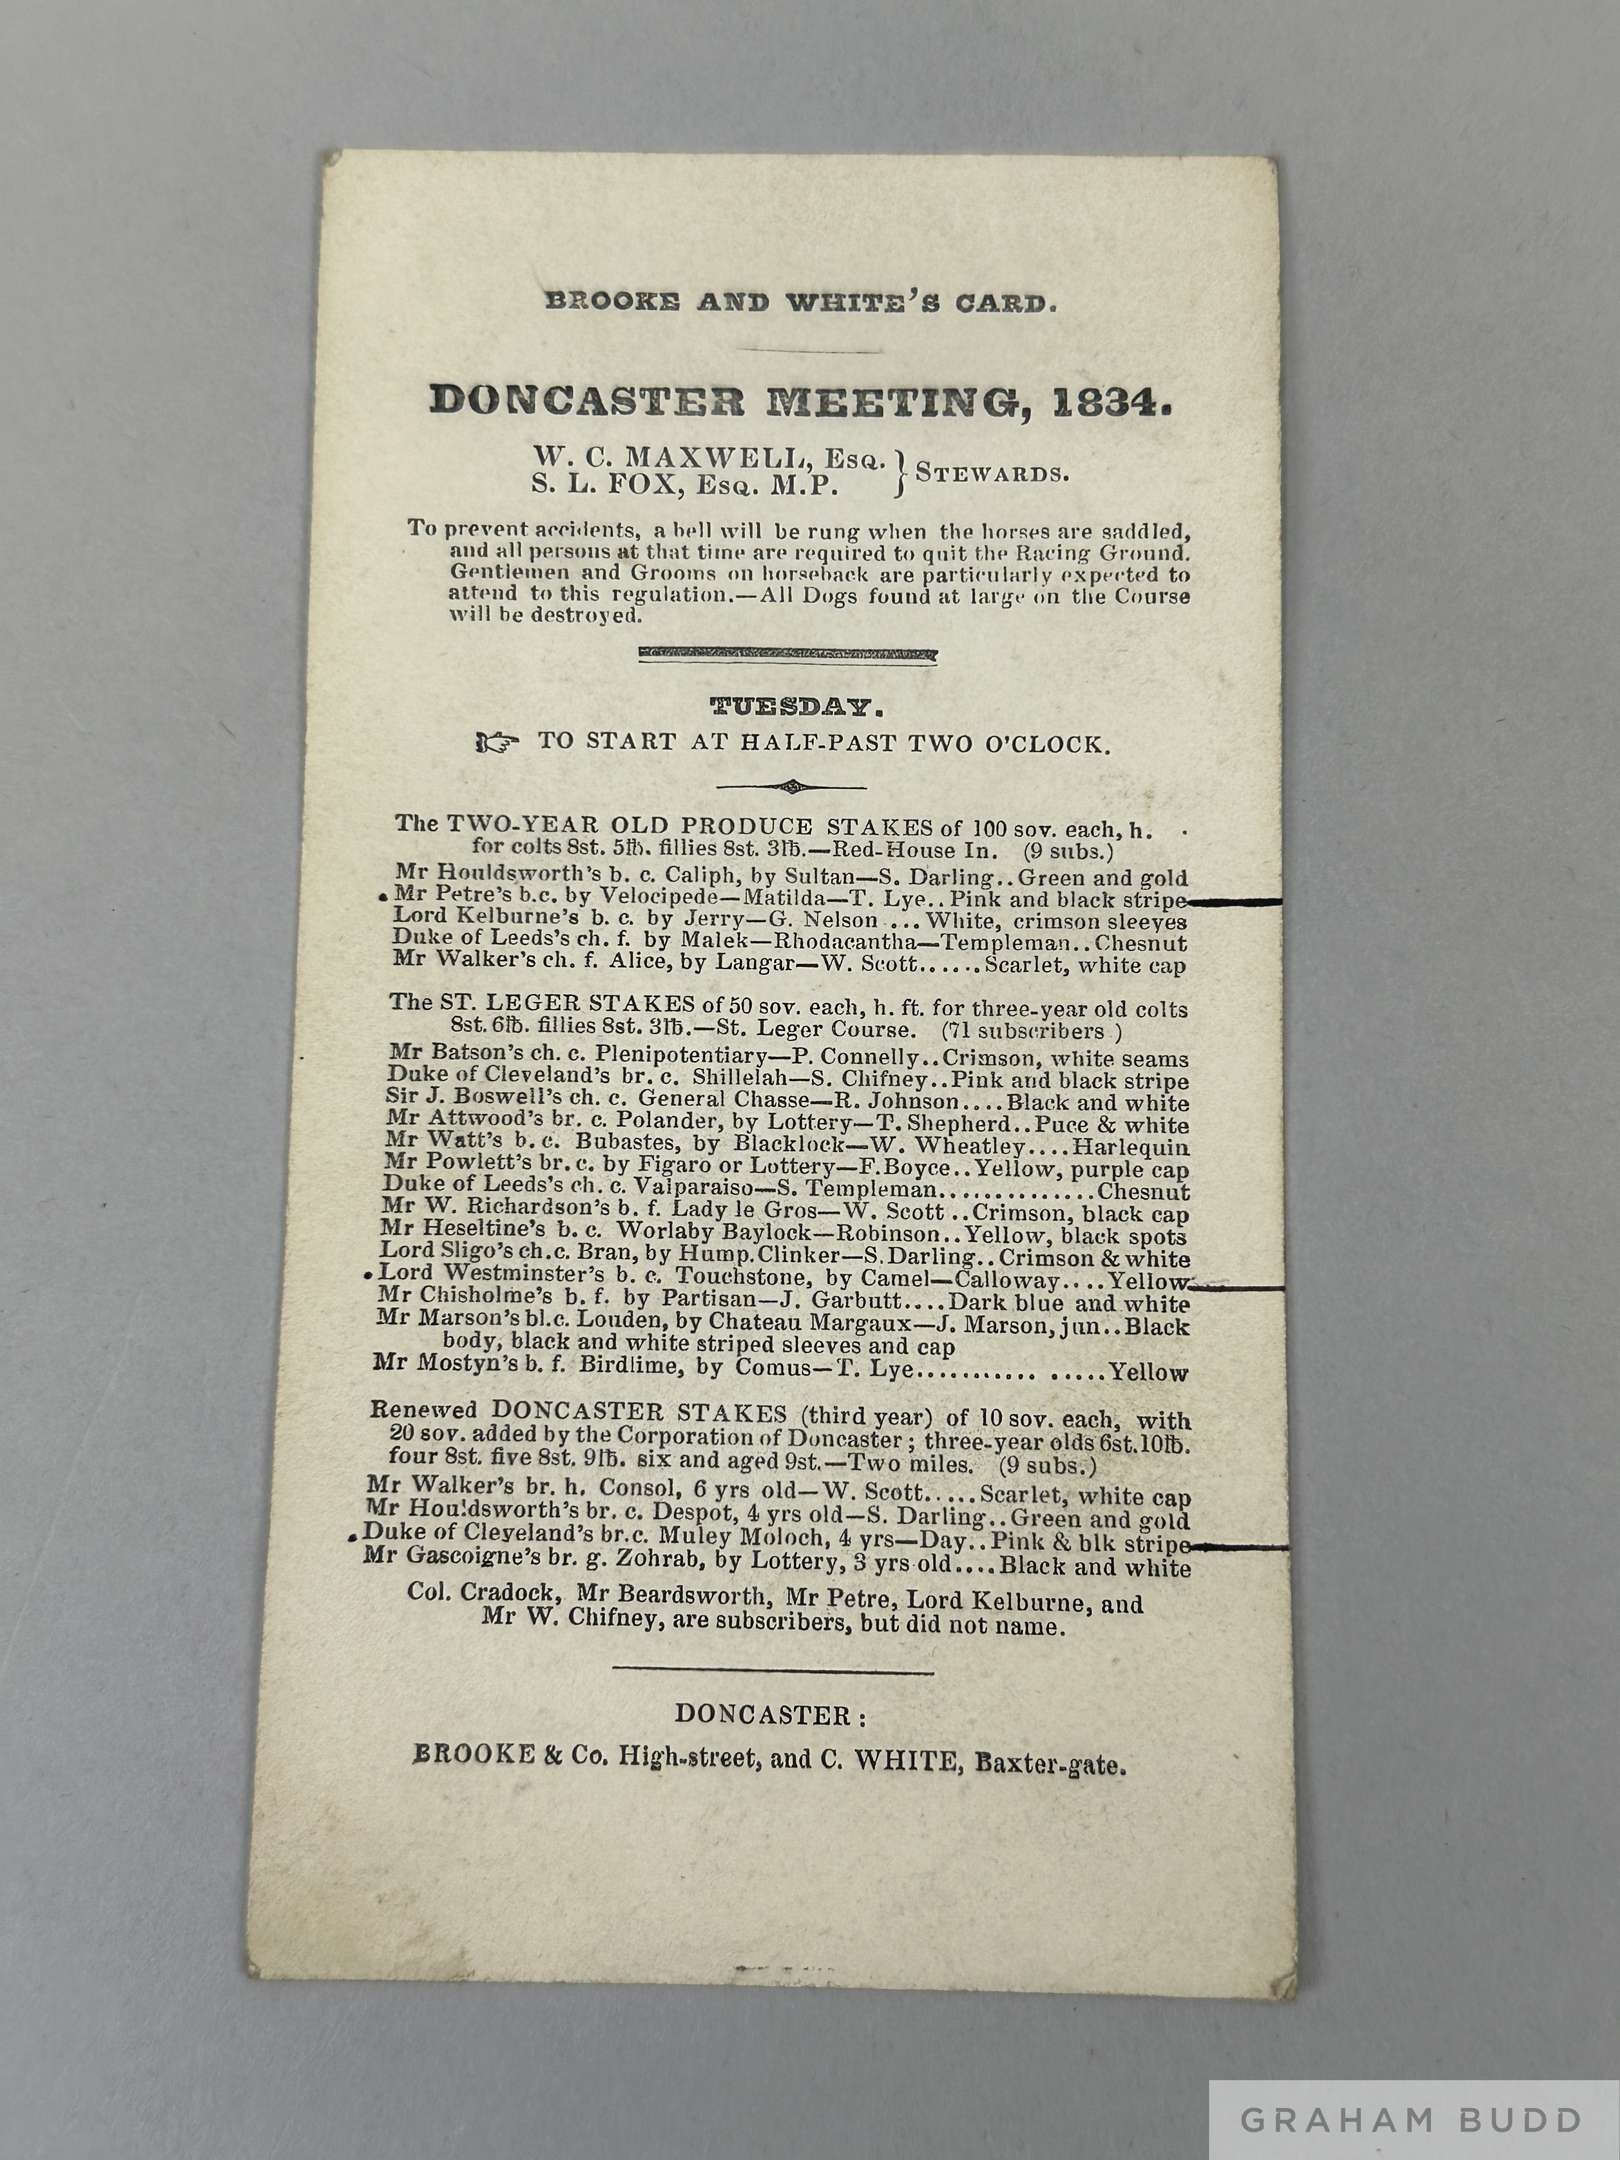 BROOKE AND WHITE'S CARD.
DONCASTER MEETING, 1834.
W. C. MAXWELL, ESQ.
S. L. FOX, ESQ. M.P. } STEWARDS.
To prevent accidents, a bell will be rung when the horses are saddled,
and all persons at that time are required to quit the Racing Ground.
Gentlemen and Grooms on horseback are particularly expected to
attend to this regulation.—All Dogs found at large on the Course
will be destroyed.
TUESDAY.
☞ TO START AT HALF-PAST TWO O'CLOCK.
The TWO-YEAR OLD PRODUCE STAKES of 100 sov. each, h.
for colts 8st. 5lb. fillies 8st. 3lb.—Red-House In. (9 subs.)
Mr Houldsworth's b. c. Caliph, by Sultan—S. Darling..Green and gold
• Mr Petre's b.c. by Velocipede—Matilda—T. Lye..Pink and black stripe
Lord Kelburne's b. c. by Jerry—G. Nelson ....White, crimson sleeves
Duke of Leeds's ch. f. by Malek—Rhodacantha—Templeman..Chesnut
Mr Walker's ch. f. Alice, by Langar—W. Scott......Scarlet, white cap
The ST. LEGER STAKES of 50 sov. each, h. ft. for three-year old colts
8st. 6lb. fillies 8st. 3lb.—St. Leger Course. (71 subscribers )
Mr Batson's ch. c. Plenipotentiary—P. Connelly..Crimson, white seams
Duke of Cleveland's br. c. Shillelah—S. Chifney..Pink and black stripe
Sir J. Boswell's ch. c. General Chasse—R. Johnson....Black and white
Mr Attwood's br. c. Polander, by Lottery—T. Shepherd..Puce & white
Mr Watt's b. c. Bubastes, by Blacklock—W. Wheatley....Harlequin
Mr Powlett's br. c. by Figaro or Lottery—F. Boyce..Yellow, purple cap
Duke of Leeds's ch. c. Valparaiso—S. Templeman..............Chesnut
Mr W. Richardson's b. f. Lady le Gros—W. Scott ..Crimson, black cap
Mr Heseltine's b. c. Worlaby Baylock—Robinson..Yellow, black spots
Lord Sligo's ch.c. Bran, by Hump.Clinker—S. Darling..Crimson & white
• Lord Westminster's b. c. Touchstone, by Camel—Calloway....Yellow
Mr Chisholme's b. f. by Partisan—J. Garbutt....Dark blue and white
Mr Marson's bl.c. Louden, by Chateau Margaux—J. Marson, jun..Black
body, black and white striped sleeves and cap
Mr Mostyn's b. f. Birdlime, by Comus—T. Lye........... .....Yellow
Renewed DONCASTER STAKES (third year) of 10 sov. each, with
20 sov. added by the Corporation of Doncaster; three-year olds 6st. 10lb.
four 8st. five 8st. 9lb. six and aged 9st.—Two miles. (9 subs.)
Mr Walker's br. h. Consol, 6 yrs old—W. Scott......Scarlet, white cap
Mr Houldsworth's br. c. Despot, 4 yrs old—S. Darling..Green and gold
• Duke of Cleveland's br.c. Muley Moloch, 4 yrs—Day..Pink & blk stripe
Mr Gascoigne's br. g. Zohrab, by Lottery, 3 yrs old....Black and white
Col. Cradock, Mr Beardsworth, Mr Petre, Lord Kelburne, and
Mr W. Chifney, are subscribers, but did not name.
DONCASTER:
BROOKE & Co. High-street, and C. WHITE, Baxter-gate.
GRAHAM BUDD